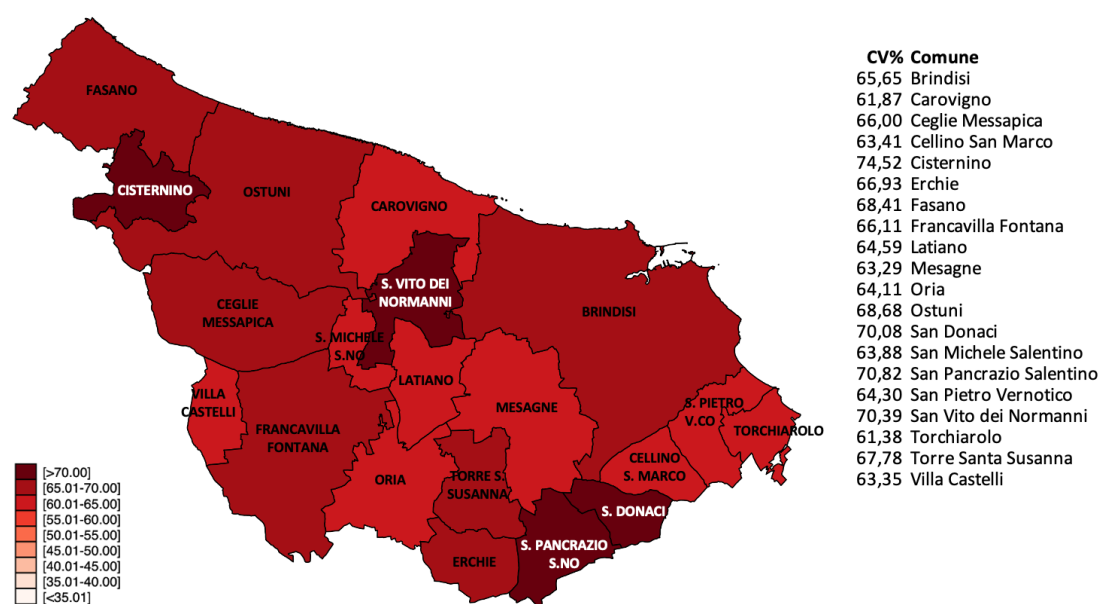 FASANO
CISTERNINO
OSTUNI
CAROVIGNO
S. VITO DEI
NORMANNI
CEGLIE
MESSAPICA
S. MICHELE
S.NO
BRINDISI
VILLA
CASTELLI
LATIANO
MESAGNE
S. PIETRO
V.CO
TORCHIAROLO
FRANCAVILLA
FONTANA
ORIA
TORRE S.
SUSANNA
CELLINO
S. MARCO
S. DONACI
S. PANCRAZIO
S.NO
ERCHIE
[>70.00]
[65.01-70.00]
[60.01-65.00]
[55.01-60.00]
[50.01-55.00]
[45.01-50.00]
[40.01-45.00]
[35.01-40.00]
[<35.01]
CV% Comune
65,65 Brindisi
61,87 Carovigno
66,00 Ceglie Messapica
63,41 Cellino San Marco
74,52 Cisternino
66,93 Erchie
68,41 Fasano
66,11 Francavilla Fontana
64,59 Latiano
63,29 Mesagne
64,11 Oria
68,68 Ostuni
70,08 San Donaci
63,88 San Michele Salentino
70,82 San Pancrazio Salentino
64,30 San Pietro Vernotico
70,39 San Vito dei Normanni
61,38 Torchiarolo
67,78 Torre Santa Susanna
63,35 Villa Castelli